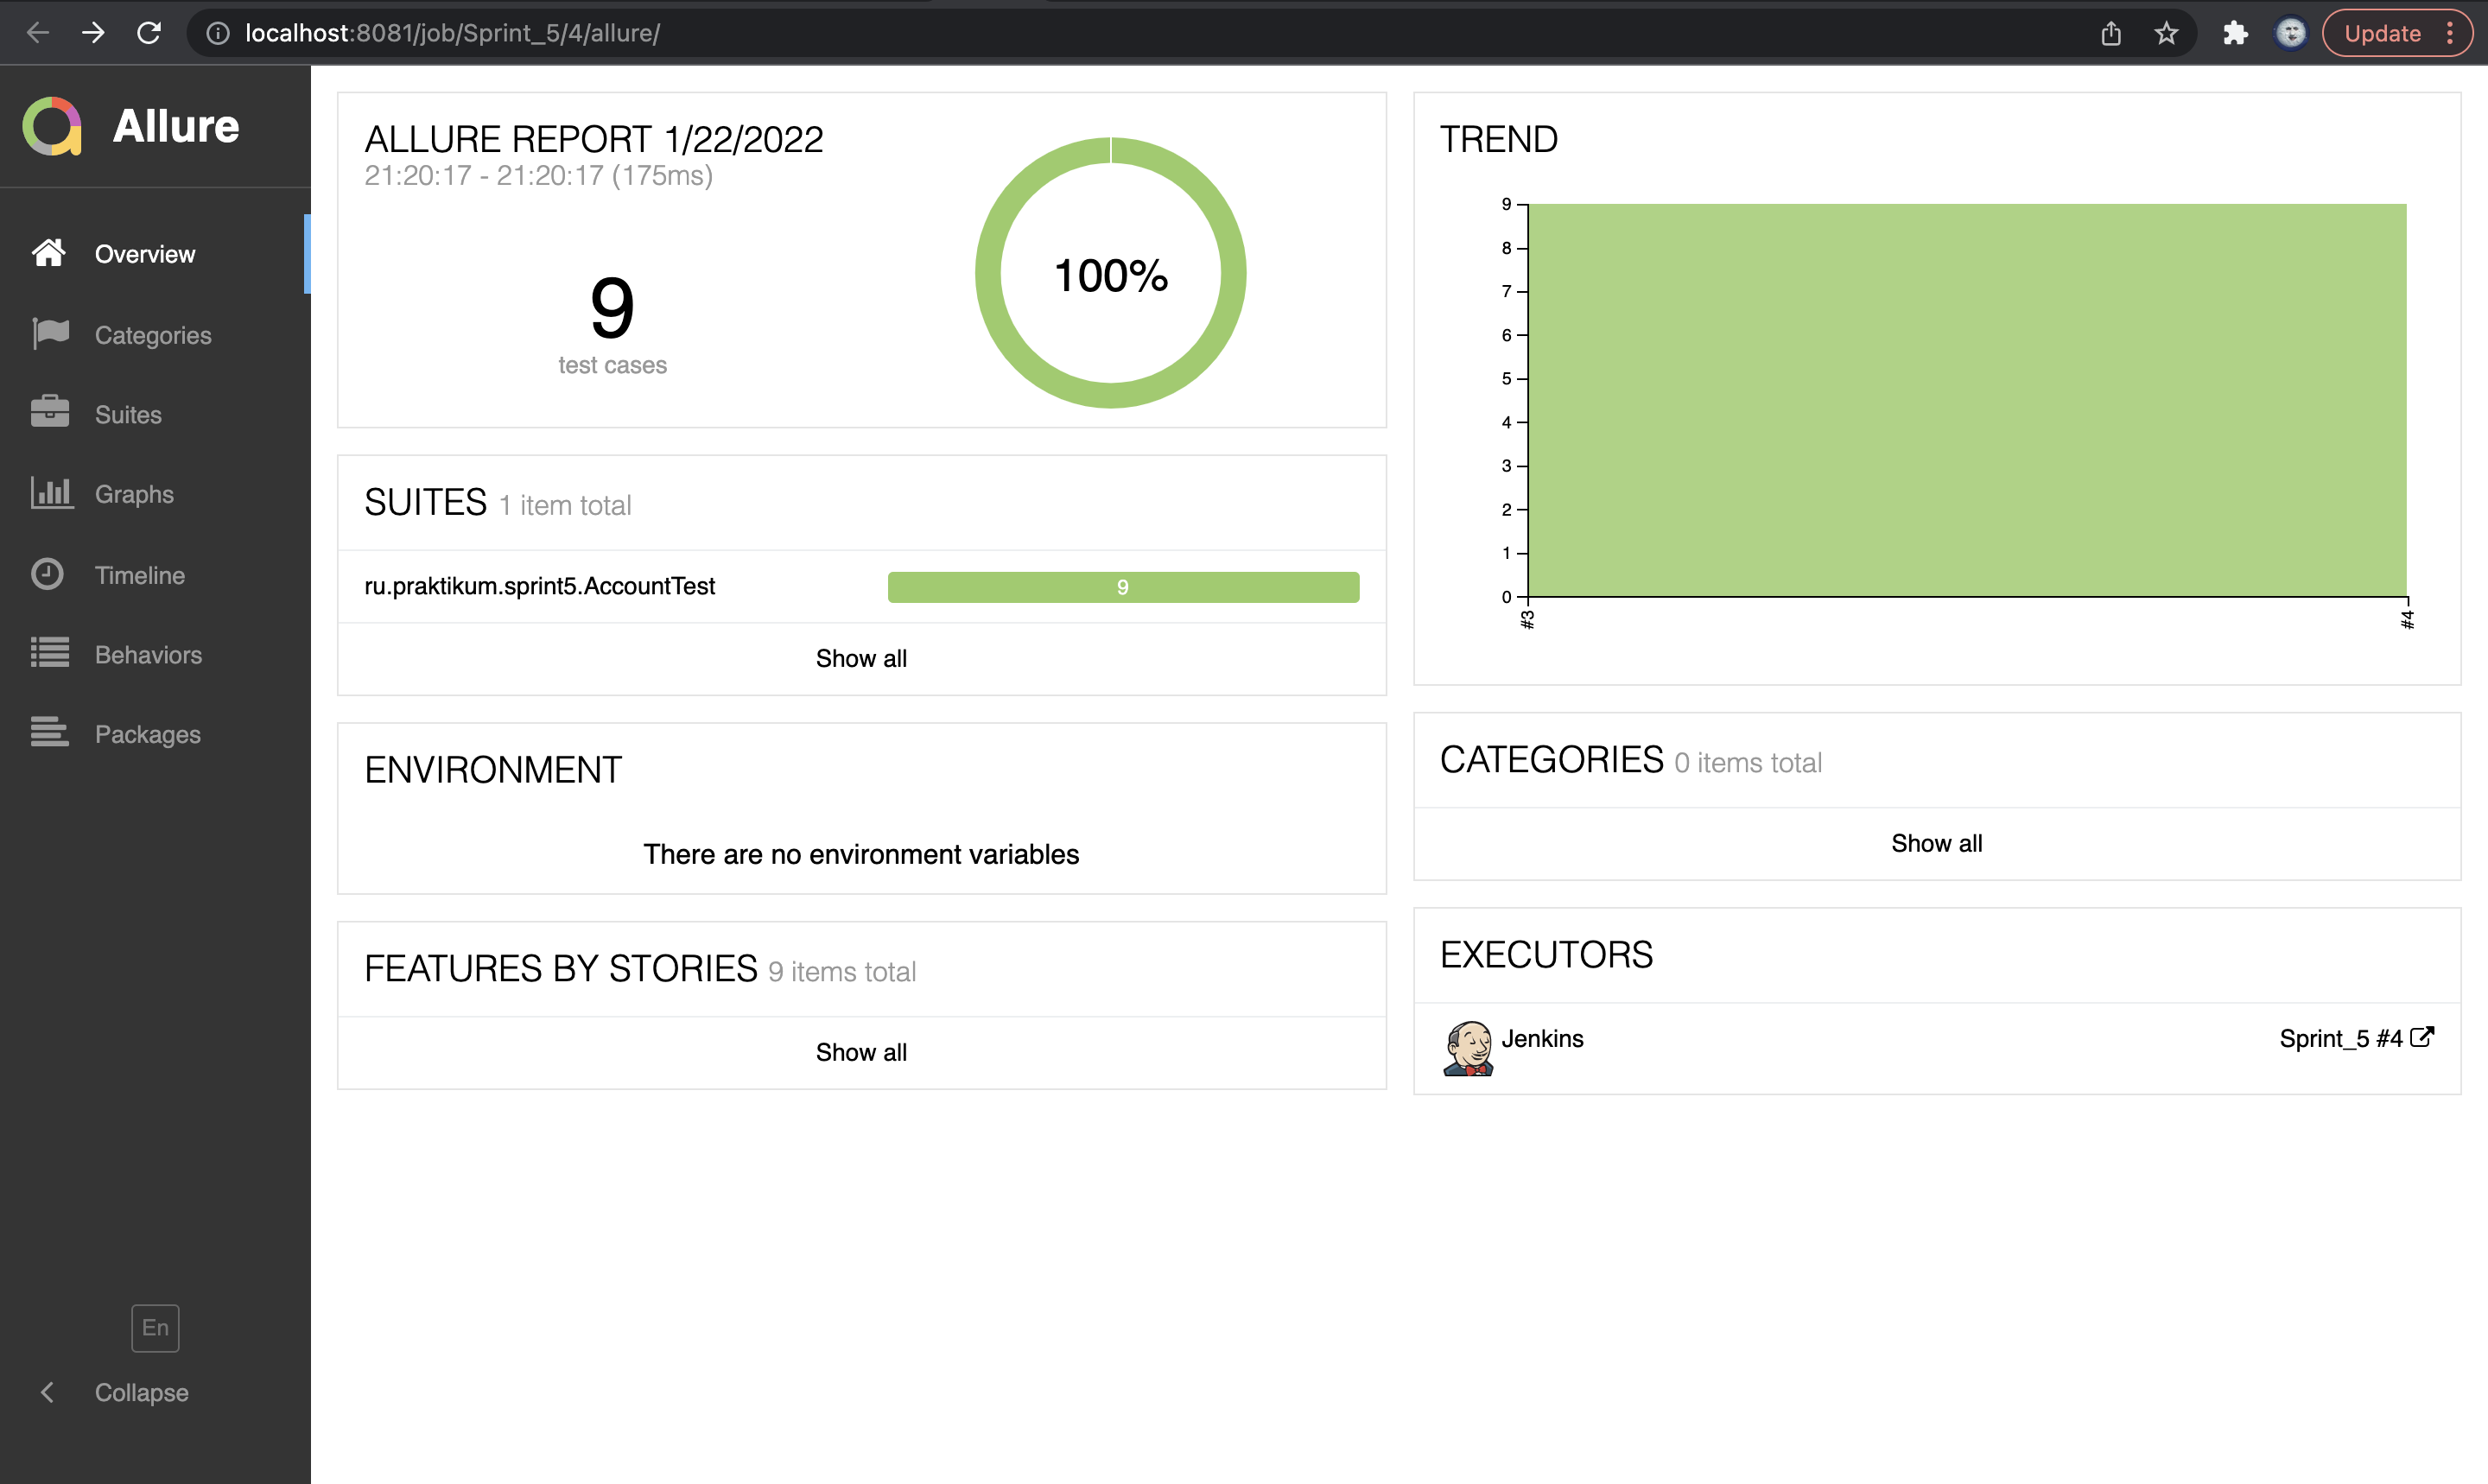 localhost:8081/job/Sprint_5/4/allure/
Update
Allure
Overview
Categories
Suites
Graphs
Timeline
Behaviors
Packages
En
Collapse
ALLURE REPORT 1/22/2022
21:20:17 - 21:20:17 (175ms)
9
test cases
100%
SUITES 1 item total
ru.praktikum.sprint5.AccountTest 9
Show all
ENVIRONMENT
There are no environment variables
FEATURES BY STORIES 9 items total
Show all
TREND
9
8
7
6
5
4
3
2
1
0
#3 #4
CATEGORIES 0 items total
Show all
EXECUTORS
Jenkins Sprint_5 #4